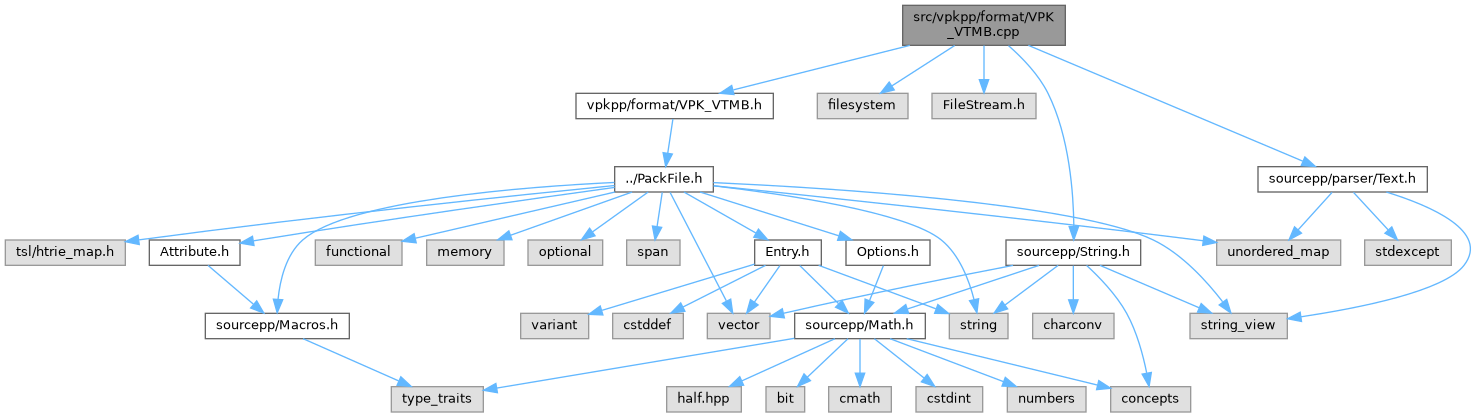 src/vpkpp/format/VPK
_VTMB.cpp
vpkpp/format/VPK_VTMB.h
filesystem
FileStream.h
../PackFile.h
sourcepp/parser/Text.h
tsl/htrie_map.h
Attribute.h
functional
memory
optional
span
Entry.h
Options.h
sourcepp/String.h
unordered_map
stdexcept
sourcepp/Macros.h
variant
cstddef
vector
sourcepp/Math.h
string
charconv
string_view
type_traits
half.hpp
bit
cmath
cstdint
numbers
concepts